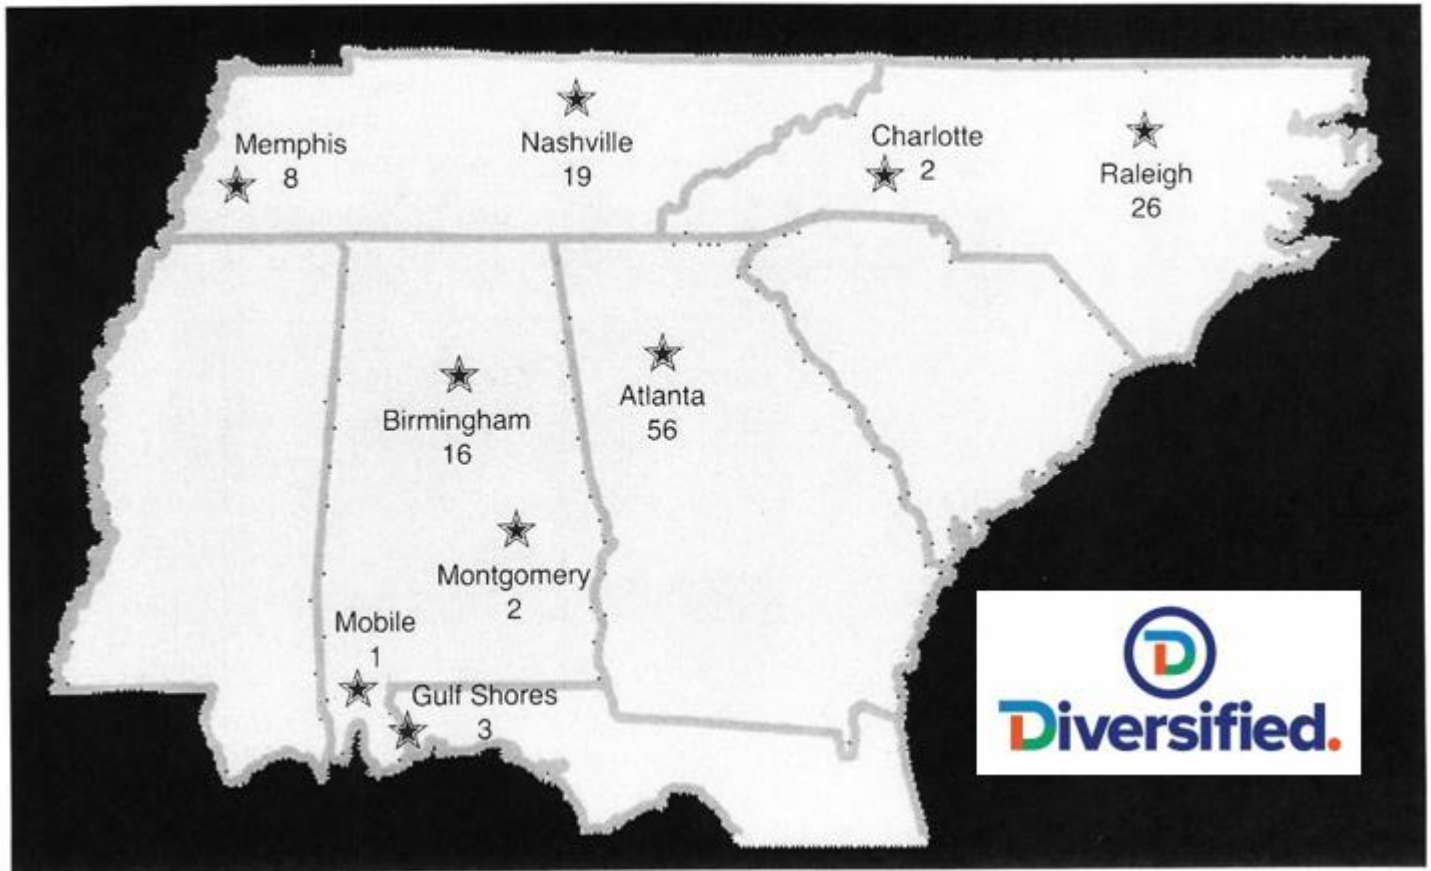 Memphis
8
Nashville
19
Charlotte
2
Raleigh
26
Birmingham
16
Atlanta
56
Montgomery
2
Mobile
1
Gulf Shores
3
D
Diversified.